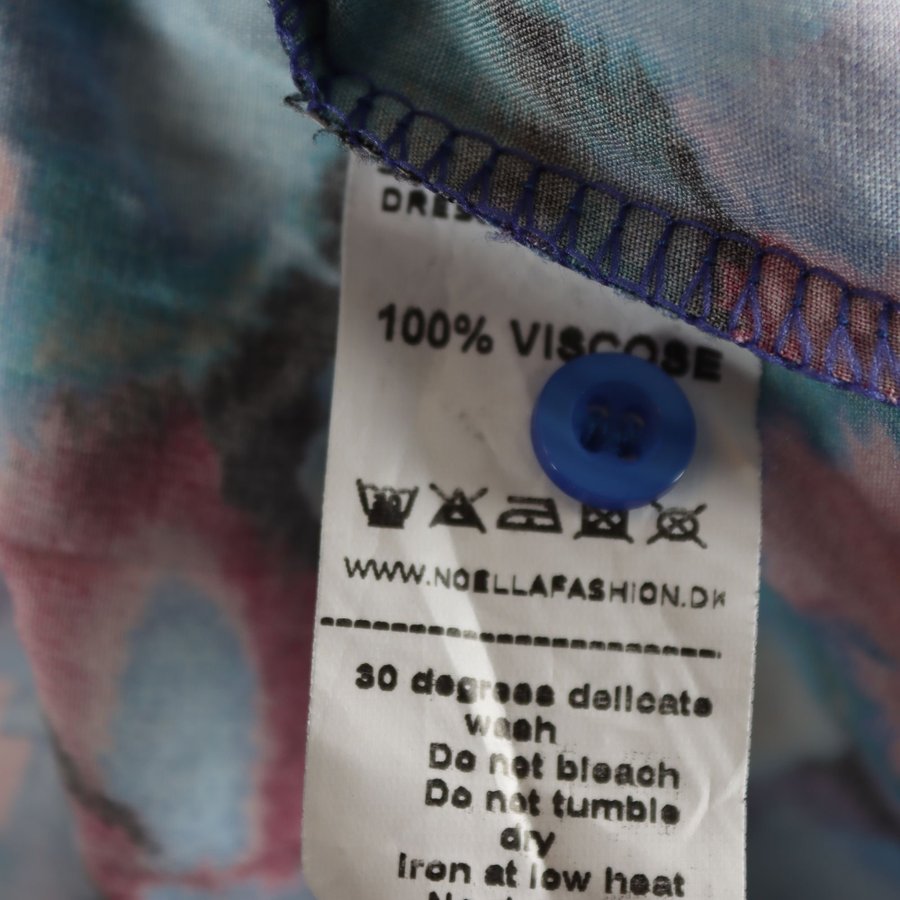 100% VISCOSE
30
WWW.NOELLAFASHION.DK
30 degrees delicate
wash
Do not bleach
Do not tumble
dry
Iron at low heat